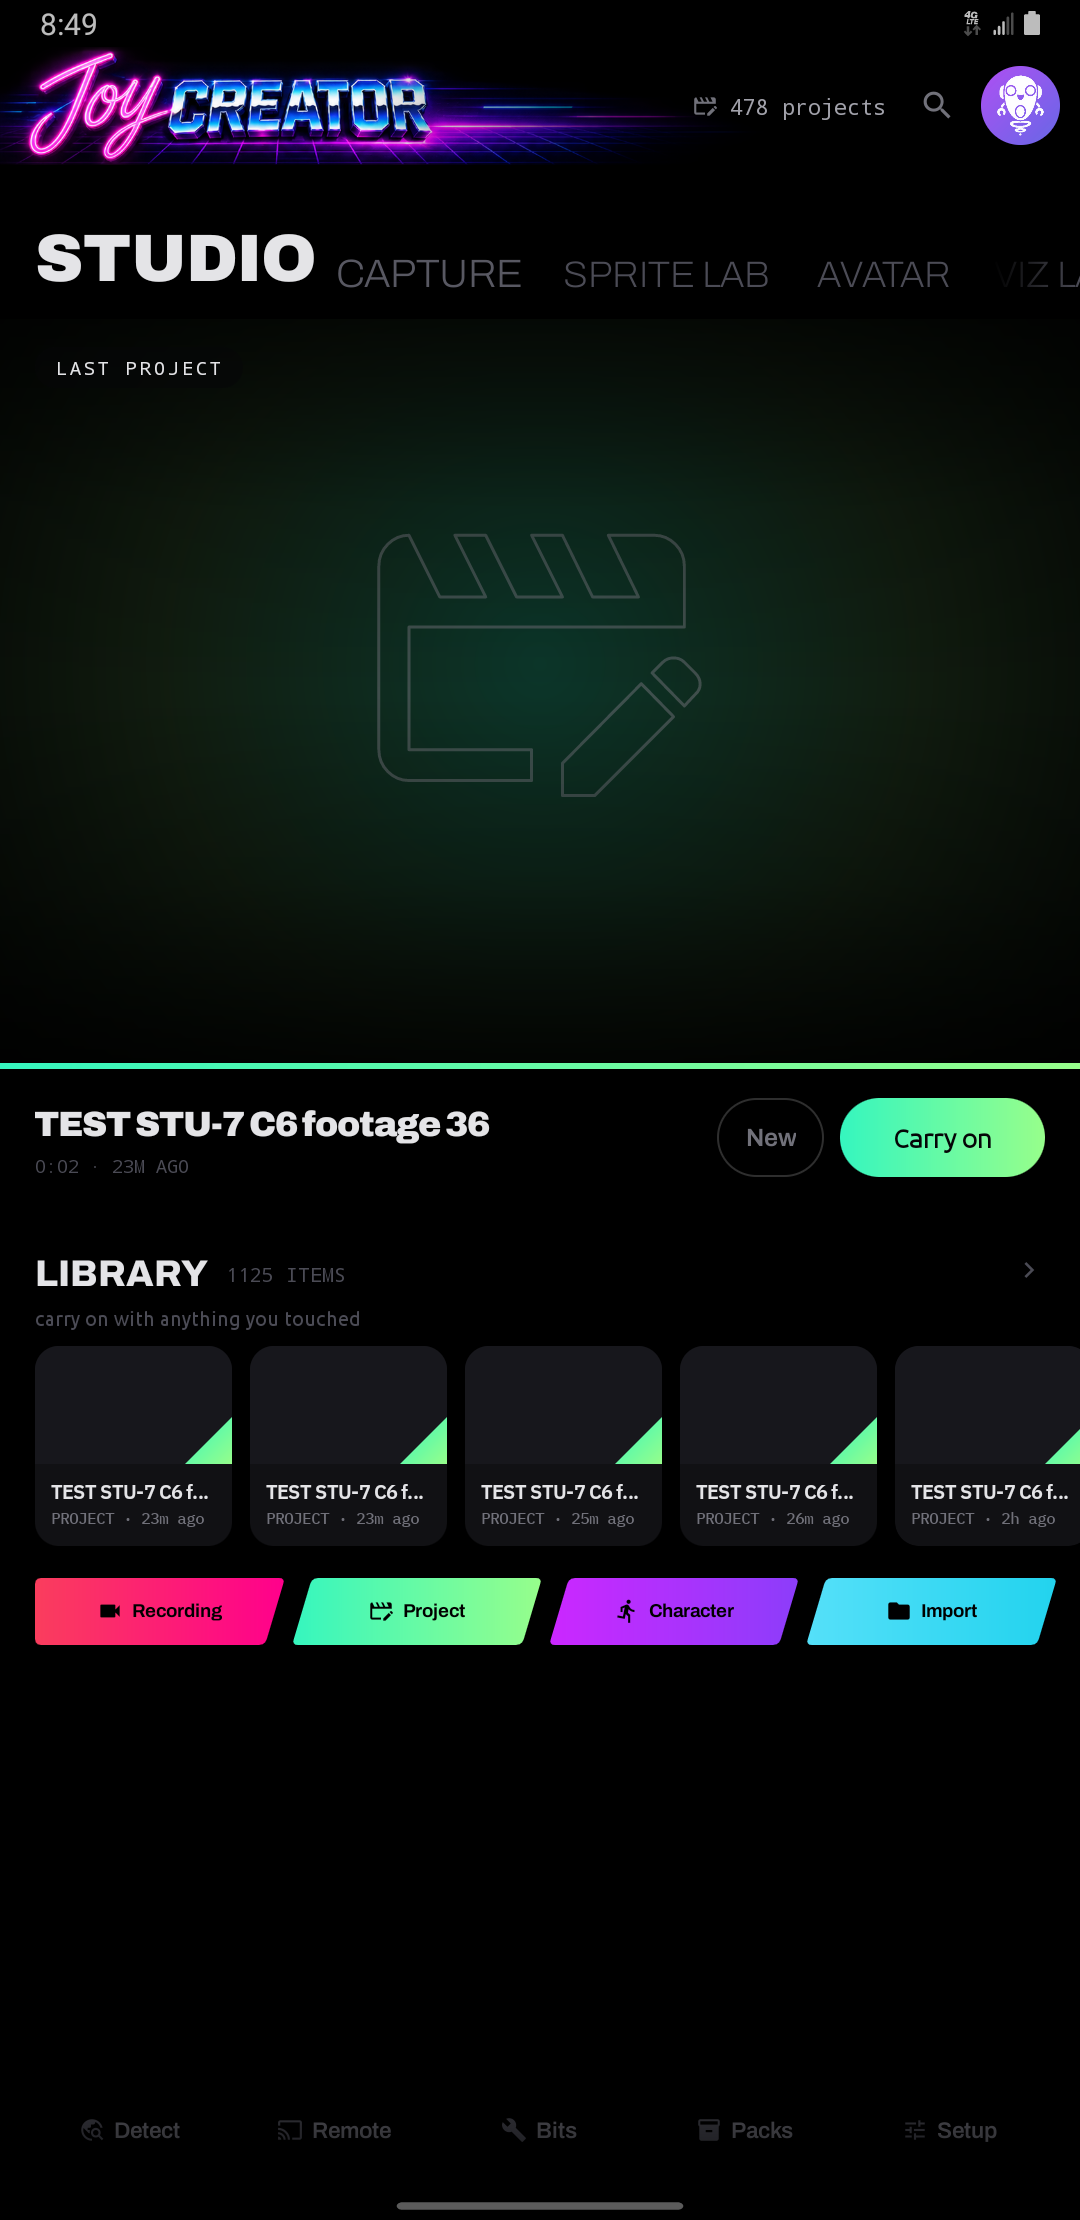 8:49
4G LTE
Joy CREATOR
478 projects
STUDIO CAPTURE SPRITE LAB AVATAR VIZ LA
LAST PROJECT
TEST STU-7 C6 footage 36
0:02 · 23M AGO
New
Carry on
LIBRARY 1125 ITEMS
carry on with anything you touched
TEST STU-7 C6 f... TEST STU-7 C6 f... TEST STU-7 C6 f... TEST STU-7 C6 f... TEST STU-7 C6 f...
PROJECT · 23m ago PROJECT · 23m ago PROJECT · 25m ago PROJECT · 26m ago PROJECT · 2h ago
Recording Project Character Import
Detect Remote Bits Packs Setup